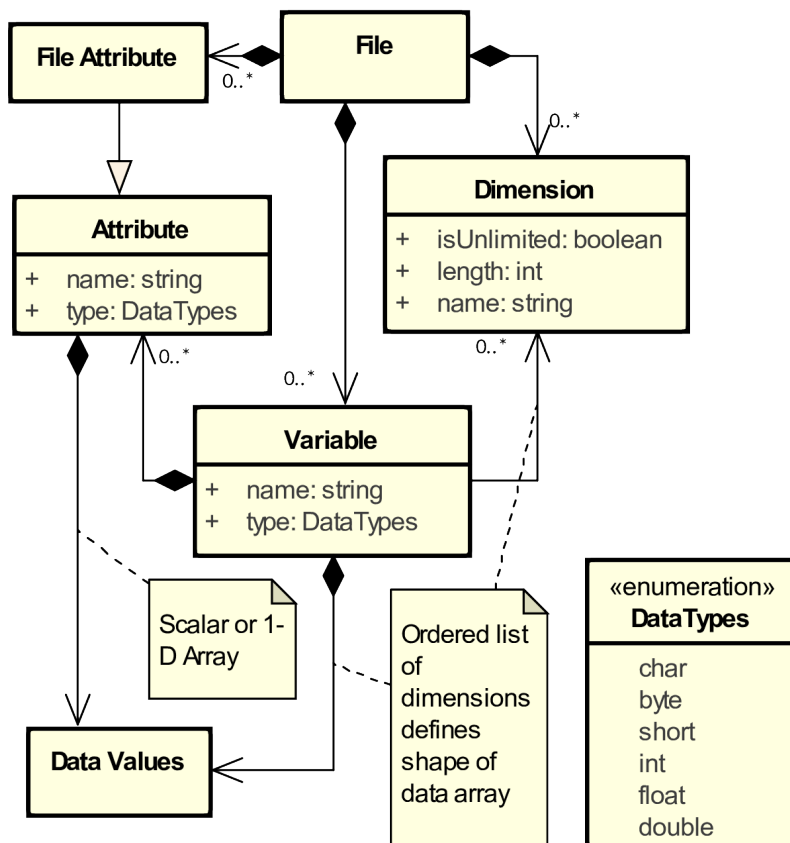 File Attribute
File
0..*
0..*
Dimension
+ isUnlimited: boolean
+ length: int
+ name: string
Attribute
+ name: string
+ type: DataTypes
0..*
0..*
0..*
Variable
+ name: string
+ type: DataTypes
Scalar or 1-
D Array
Ordered list
of
dimensions
defines
shape of
data array
«enumeration»
DataTypes
char
byte
short
int
float
double
Data Values